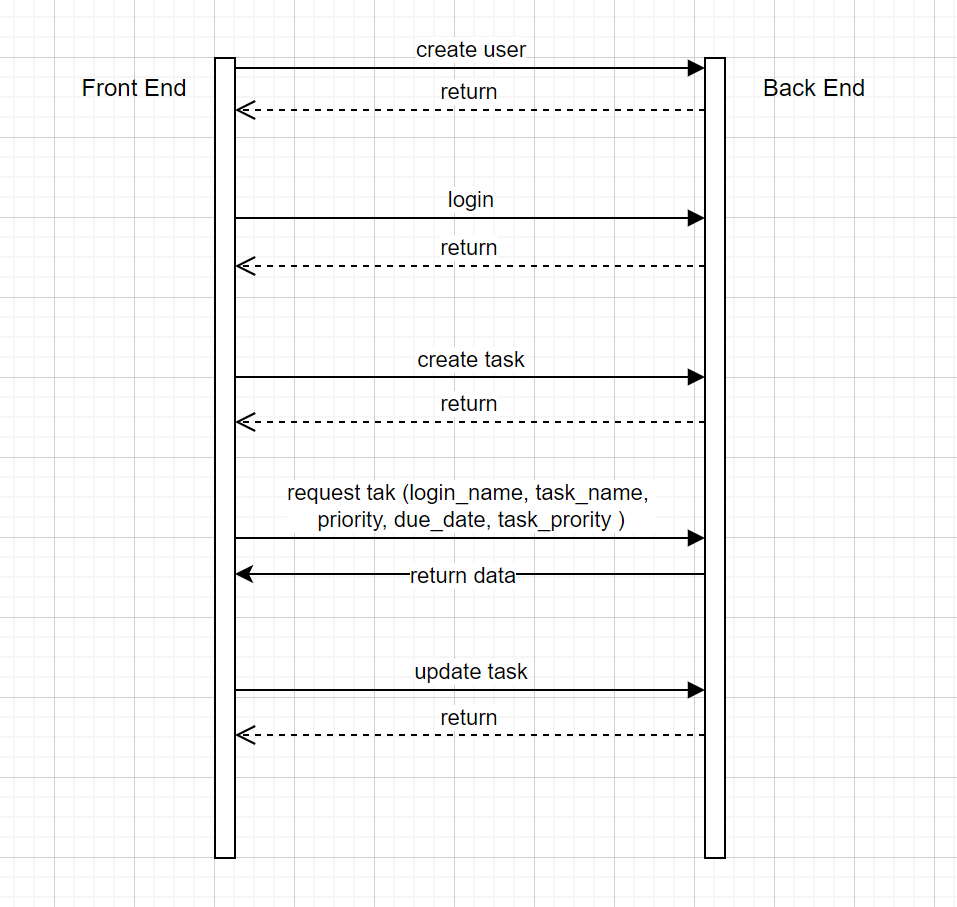 create user
Front End
Back End
return
login
return
create task
return
request tak (login_name, task_name,
priority, due_date, task_prority )
return data
update task
return